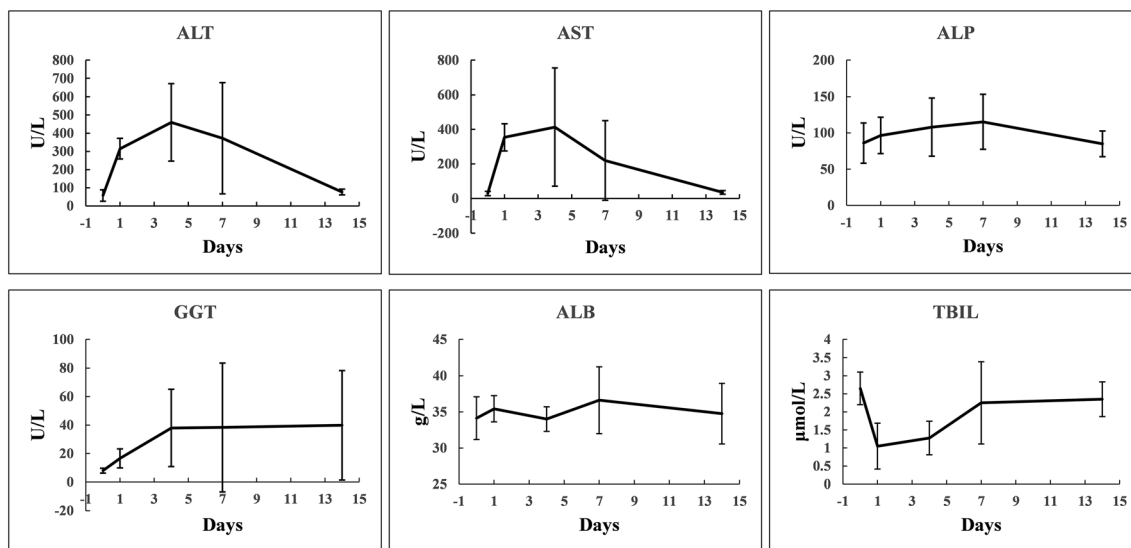 ALT
800
700
600
500
400
300
200
100
0
U/L
-1 1 3 5 7 9 11 13 15
Days
AST
800
600
400
200
0
-200
U/L
-1 1 3 5 7 9 11 13 15
Days
ALP
200
150
100
50
0
U/L
-1 1 3 5 7 9 11 13 15
Days
GGT
100
80
60
40
20
0
-20
U/L
-1 1 3 5 7 9 11 13 15
Days
ALB
45
40
35
30
25
g/L
-1 1 3 5 7 9 11 13 15
Days
TBIL
4
3.5
3
2.5
2
1.5
1
0.5
0
μmol/L
-1 1 3 5 7 9 11 13 15
Days